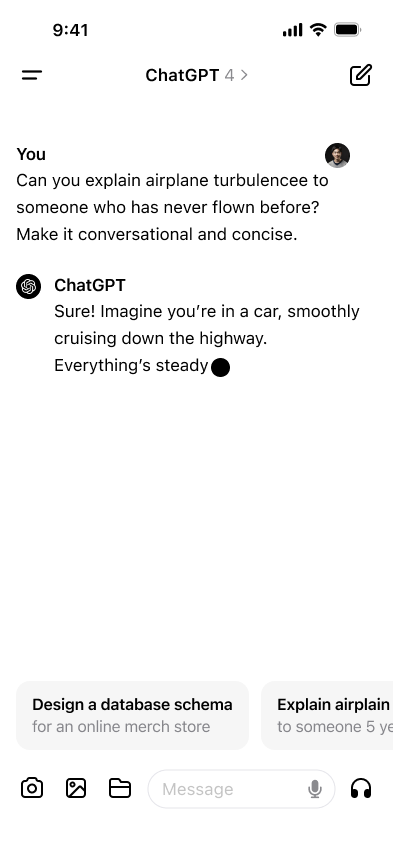 9:41
ChatGPT 4
You
Can you explain airplane turbulencee to
someone who has never flown before?
Make it conversational and concise.
ChatGPT
Sure! Imagine you’re in a car, smoothly
cruising down the highway.
Everything’s steady
Design a database schema
for an online merch store
Explain airplain
to someone 5 ye
Message